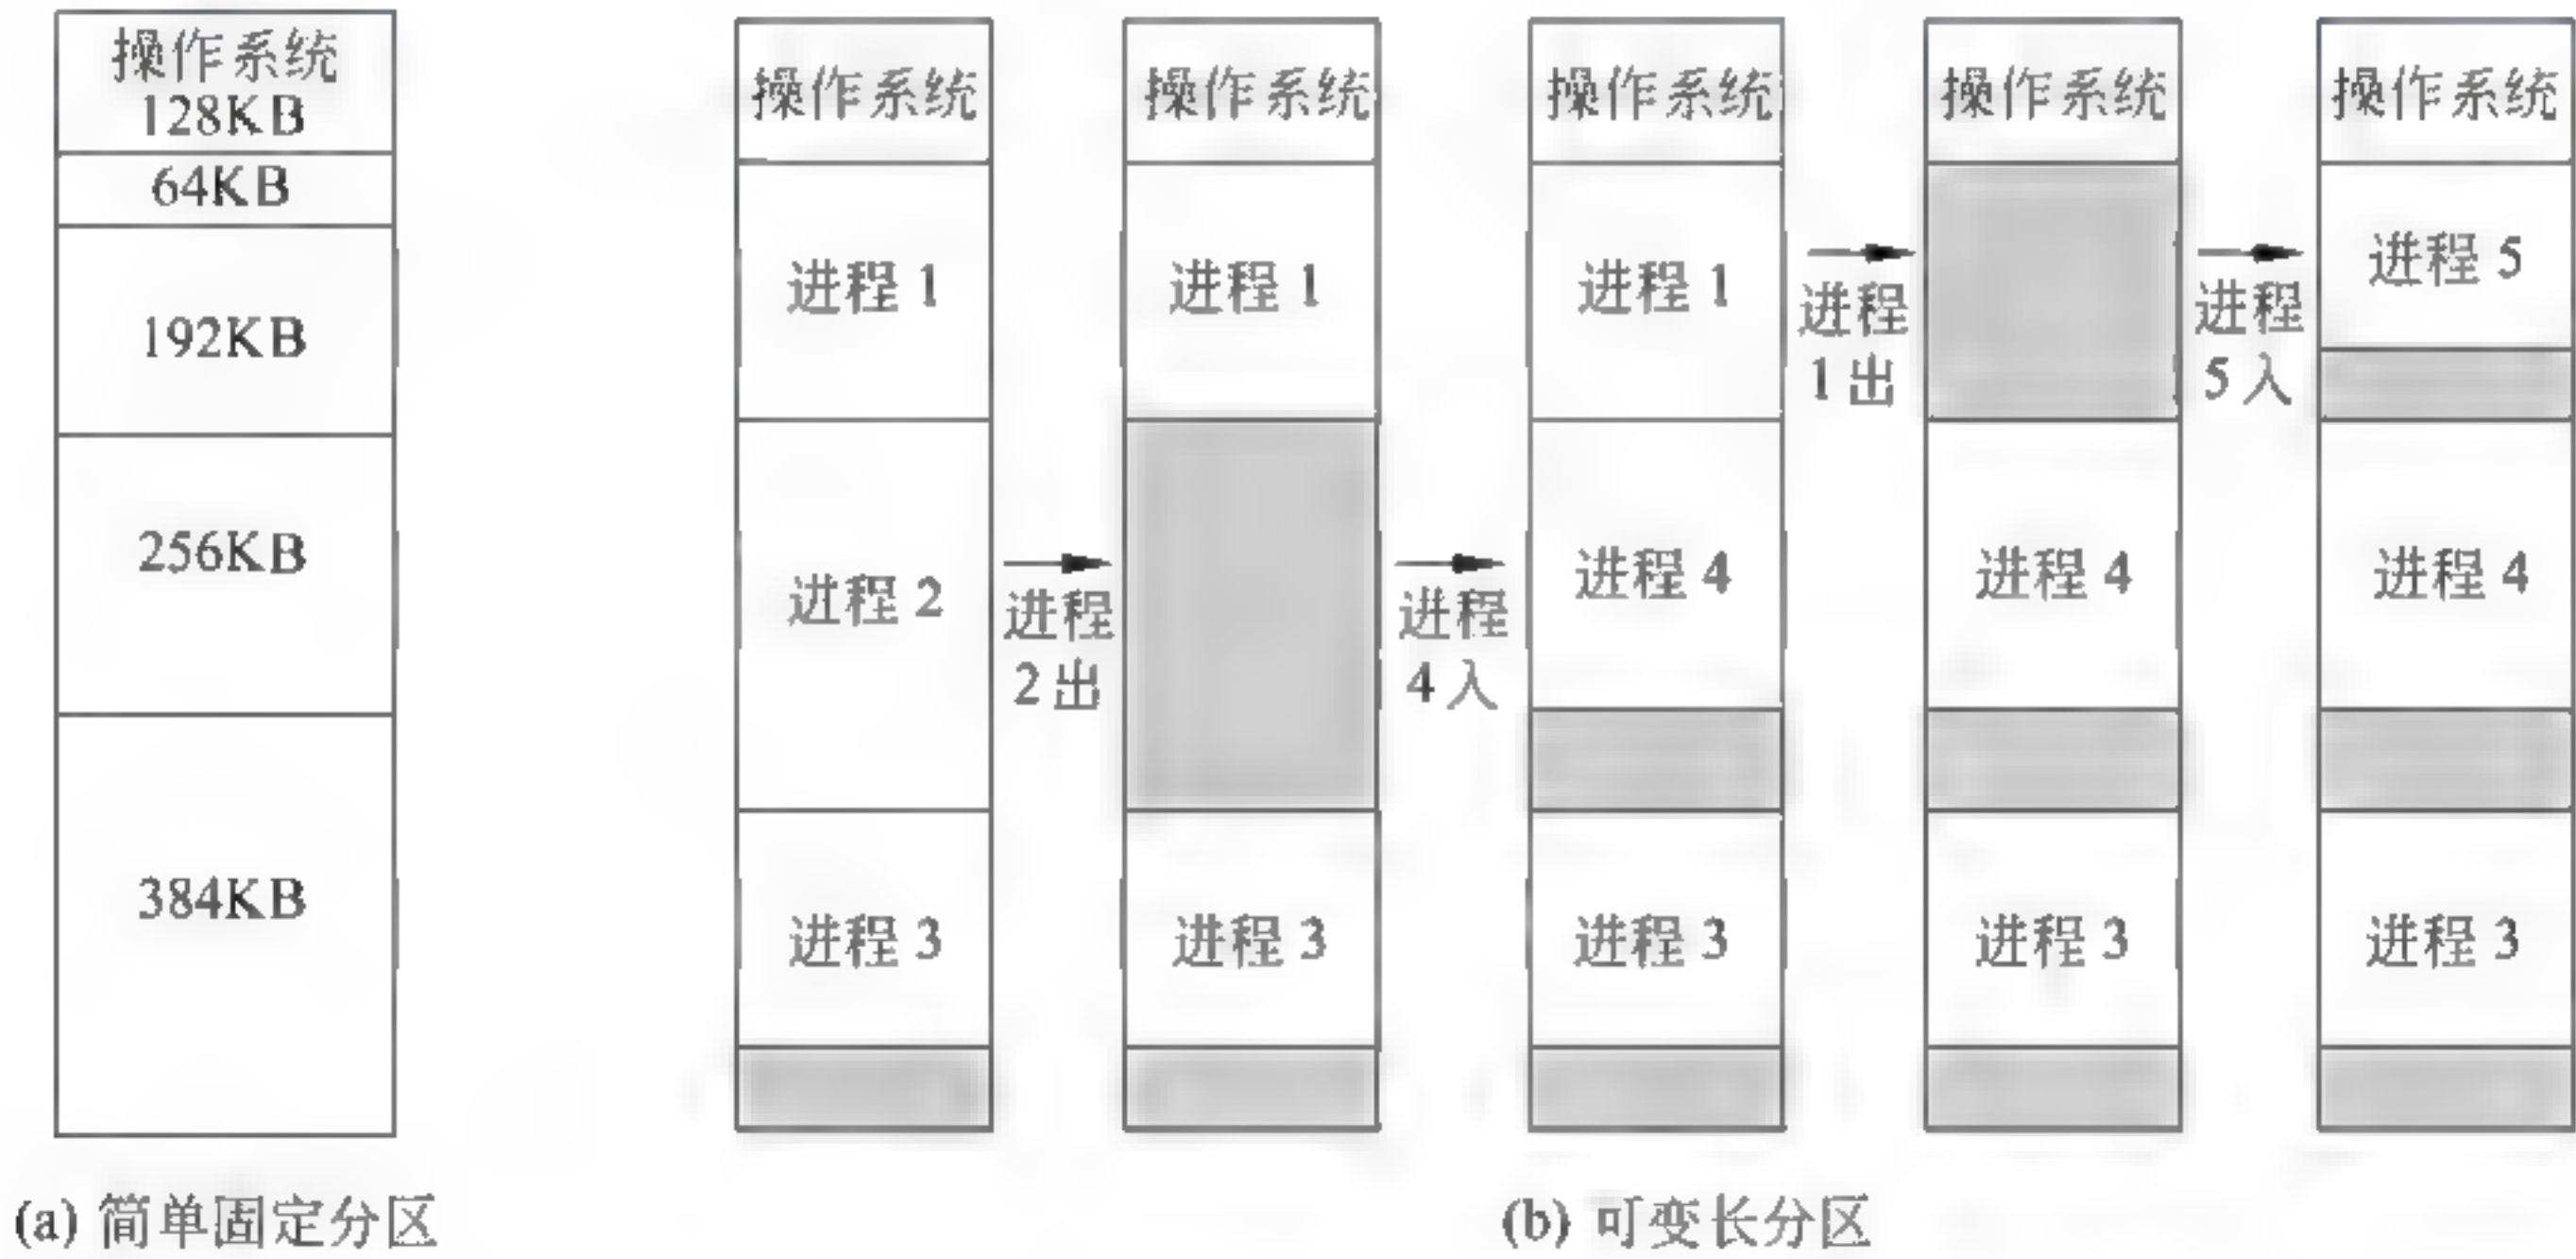 操作系统
128KB
64KB
192KB
256KB
384KB
(a) 简单固定分区
操作系统
进程 1
进程 2
进程 3
进程
2 出
操作系统
进程 1
进程 3
进程
4 入
操作系统
进程 1
进程 4
进程 3
进程
1 出
操作系统
进程 4
进程 3
进程
5 入
操作系统
进程 5
进程 4
进程 3
(b) 可变长分区